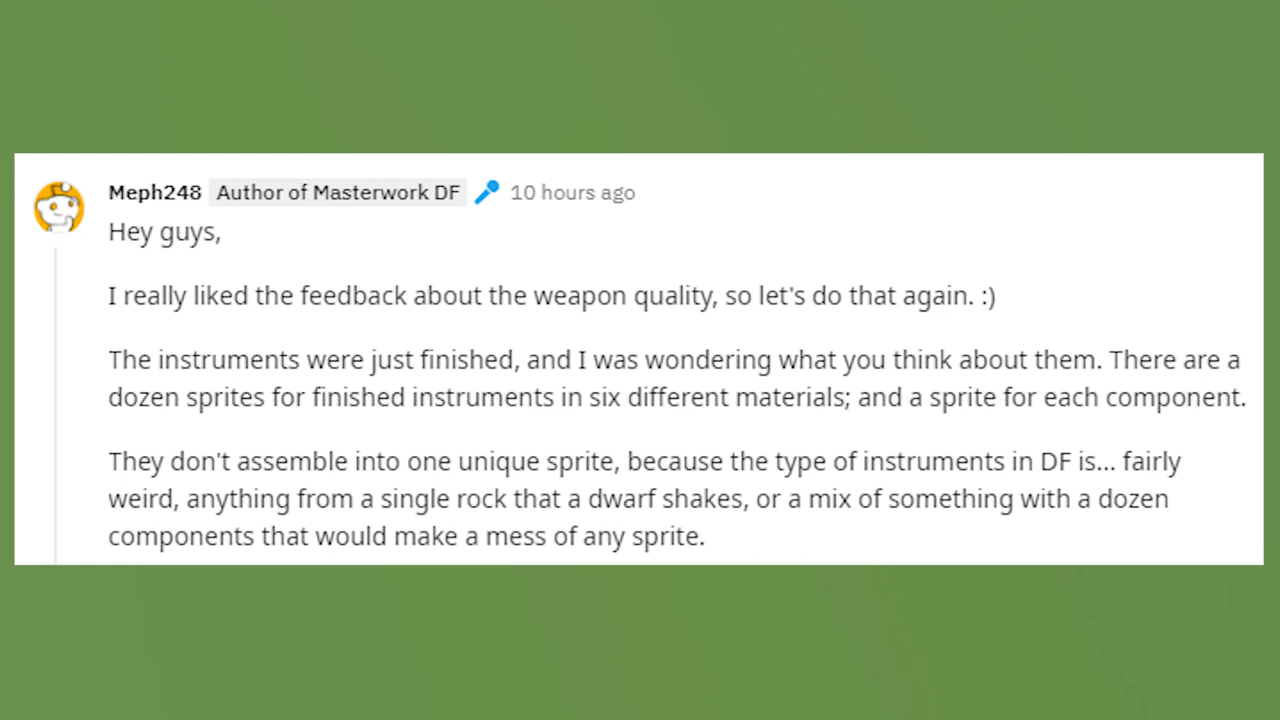 Meph248 Author of Masterwork DF 10 hours ago
Hey guys,
I really liked the feedback about the weapon quality, so let's do that again. :)
The instruments were just finished, and I was wondering what you think about them. There are a
dozen sprites for finished instruments in six different materials; and a sprite for each component.
They don't assemble into one unique sprite, because the type of instruments in DF is... fairly
weird, anything from a single rock that a dwarf shakes, or a mix of something with a dozen
components that would make a mess of any sprite.